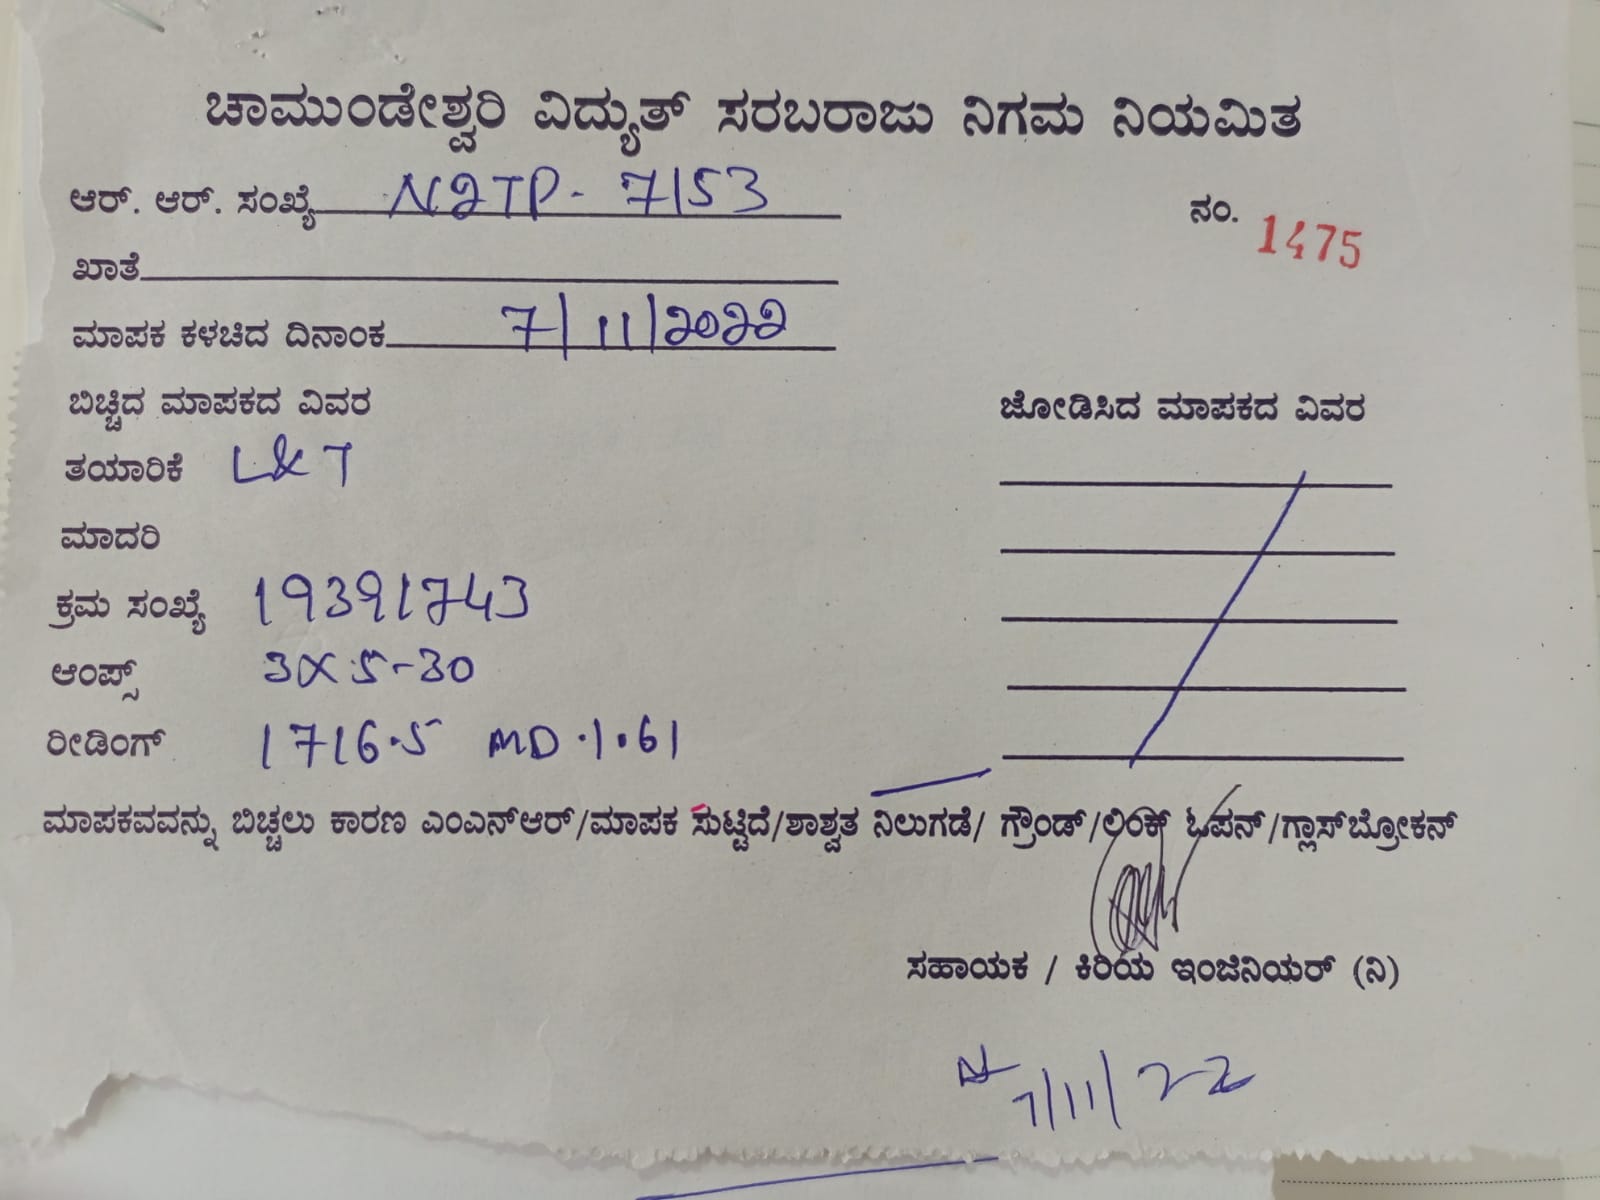 ಚಾಮುಂಡೇಶ್ವರಿ ವಿದ್ಯುತ್ ಸರಬರಾಜು ನಿಗಮ ನಿಯಮಿತ
ಆರ್. ಆರ್. ಸಂಖ್ಯೆ N2TP- 7153
ನಂ. 1475
ಖಾತೆ
ಮಾಪಕ ಕಳಚಿದ ದಿನಾಂಕ 7/11/2022
ಬಿಚ್ಚಿದ ಮಾಪಕದ ವಿವರ ಜೋಡಿಸಿದ ಮಾಪಕದ ವಿವರ
ತಯಾರಿಕೆ L&T
ಮಾದರಿ
ಕ್ರಮ ಸಂಖ್ಯೆ 19391743
ಆಂಪ್ಸ್ 3X5-30
ರೀಡಿಂಗ್ 1716.5 MD.1.61
ಮಾಪಕವವನ್ನು ಬಿಚ್ಚಲು ಕಾರಣ ಎಂಎನ್ಆರ್/ಮಾಪಕ ಸುಟ್ಟಿದೆ/ಶಾಶ್ವತ ನಿಲುಗಡೆ/ ಗ್ರೌಂಡ್/ಲಿಂಕ್ ಓಪನ್/ಗ್ಲಾಸ್‌ಬ್ರೋಕನ್
ಸಹಾಯಕ / ಕಿರಿಯ ಇಂಜಿನಿಯರ್ (ನಿ)
7/11/22